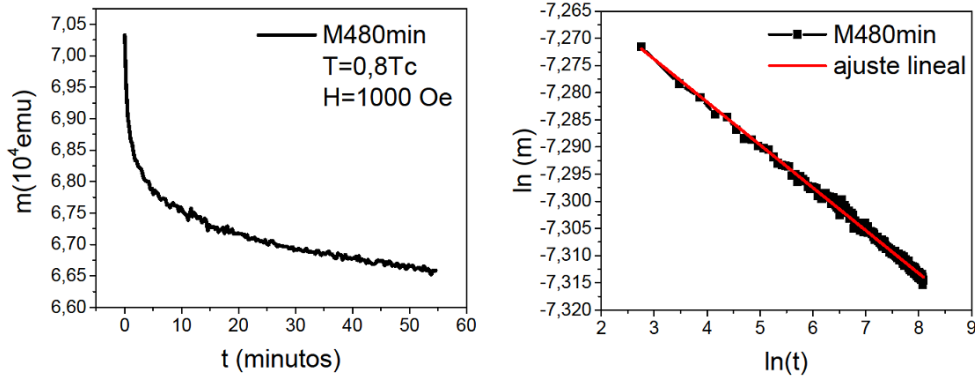 7,05
7,00
6,95
6,90
6,85
6,80
6,75
6,70
6,65
6,60
m(10⁴emu)
0 10 20 30 40 50 60
t (minutos)
M480min
T=0,8Tc
H=1000 Oe
-7,265
-7,270
-7,275
-7,280
-7,285
-7,290
-7,295
-7,300
-7,305
-7,310
-7,315
-7,320
ln (m)
2 3 4 5 6 7 8 9
ln(t)
M480min
ajuste lineal